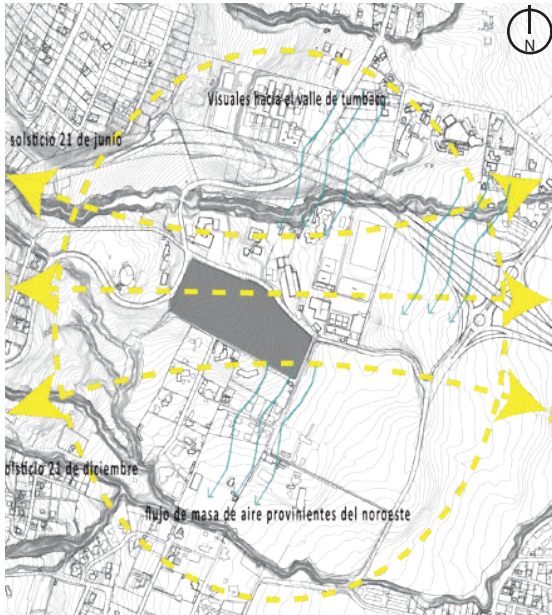 N
Visuales hacia el valle de tumbaco
solsticio 21 de junio
solsticio 21 de diciembre
flujo de masa de aire provinientes del noroeste